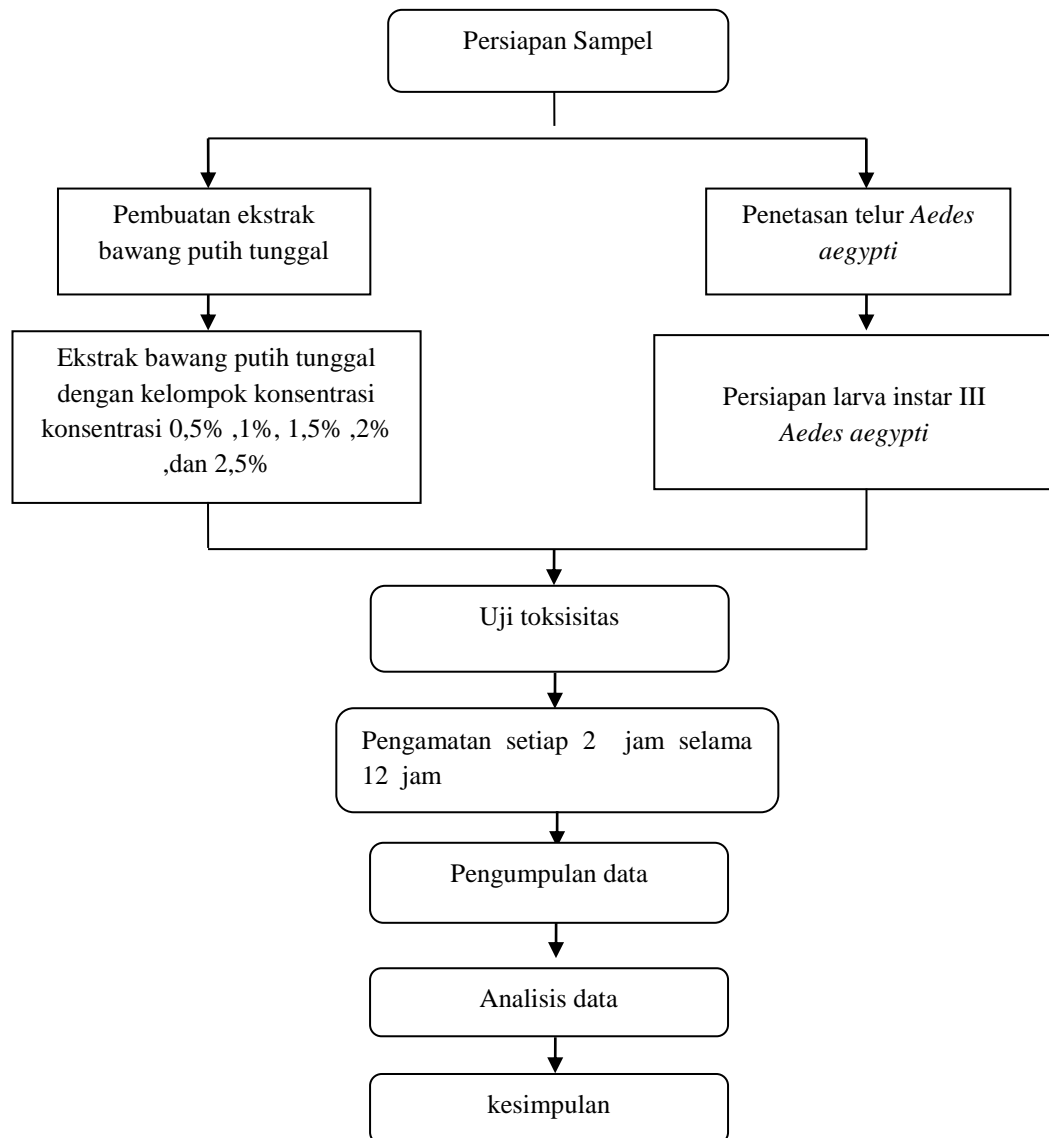 Persiapan Sampel
Pembuatan ekstrak
bawang putih tunggal
Penetasan telur Aedes
aegypti
Ekstrak bawang putih tunggal
dengan kelompok konsentrasi
konsentrasi 0,5% ,1%, 1,5% ,2%
,dan 2,5%
Persiapan larva instar III
Aedes aegypti
Uji toksisitas
Pengamatan setiap 2 jam selama
12 jam
Pengumpulan data
Analisis data
kesimpulan